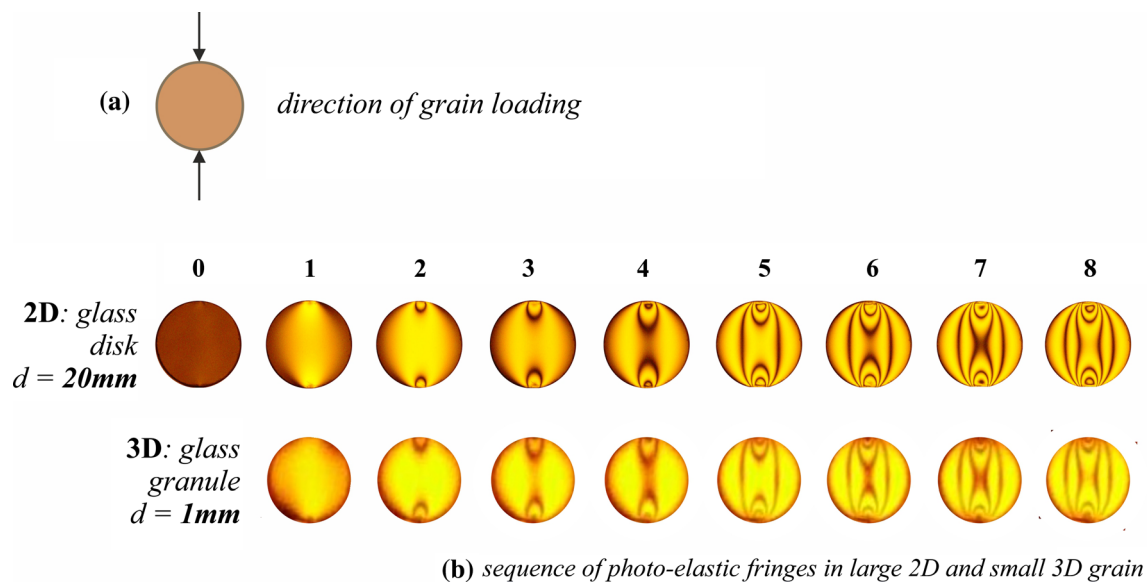 (a) direction of grain loading
0 1 2 3 4 5 6 7 8
2D: glass
disk
d = 20mm
3D: glass
granule
d = 1mm
(b) sequence of photo-elastic fringes in large 2D and small 3D grain